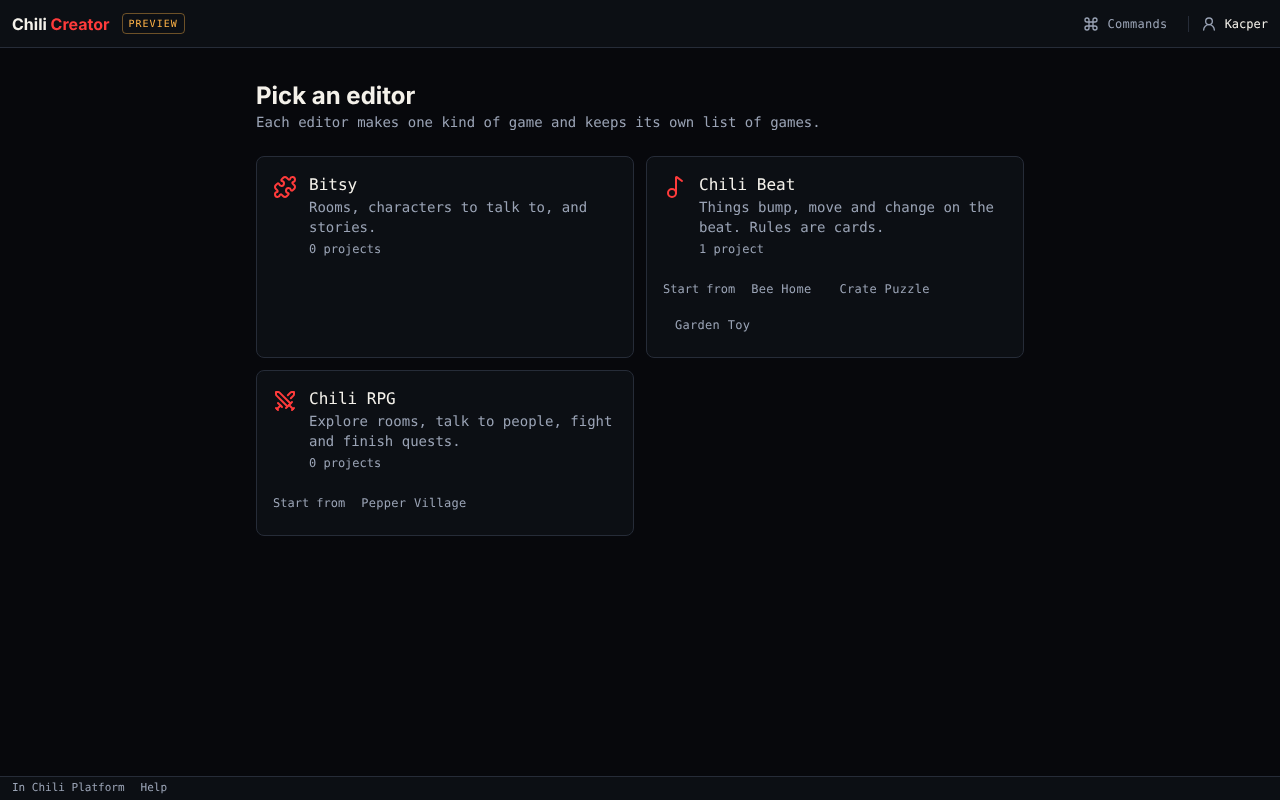 Chili Creator PREVIEW
Commands
Kacper
Pick an editor
Each editor makes one kind of game and keeps its own list of games.
Bitsy
Rooms, characters to talk to, and
stories.
0 projects
Chili Beat
Things bump, move and change on the
beat. Rules are cards.
1 project
Start from Bee Home Crate Puzzle
Garden Toy
Chili RPG
Explore rooms, talk to people, fight
and finish quests.
0 projects
Start from Pepper Village
In Chili Platform Help